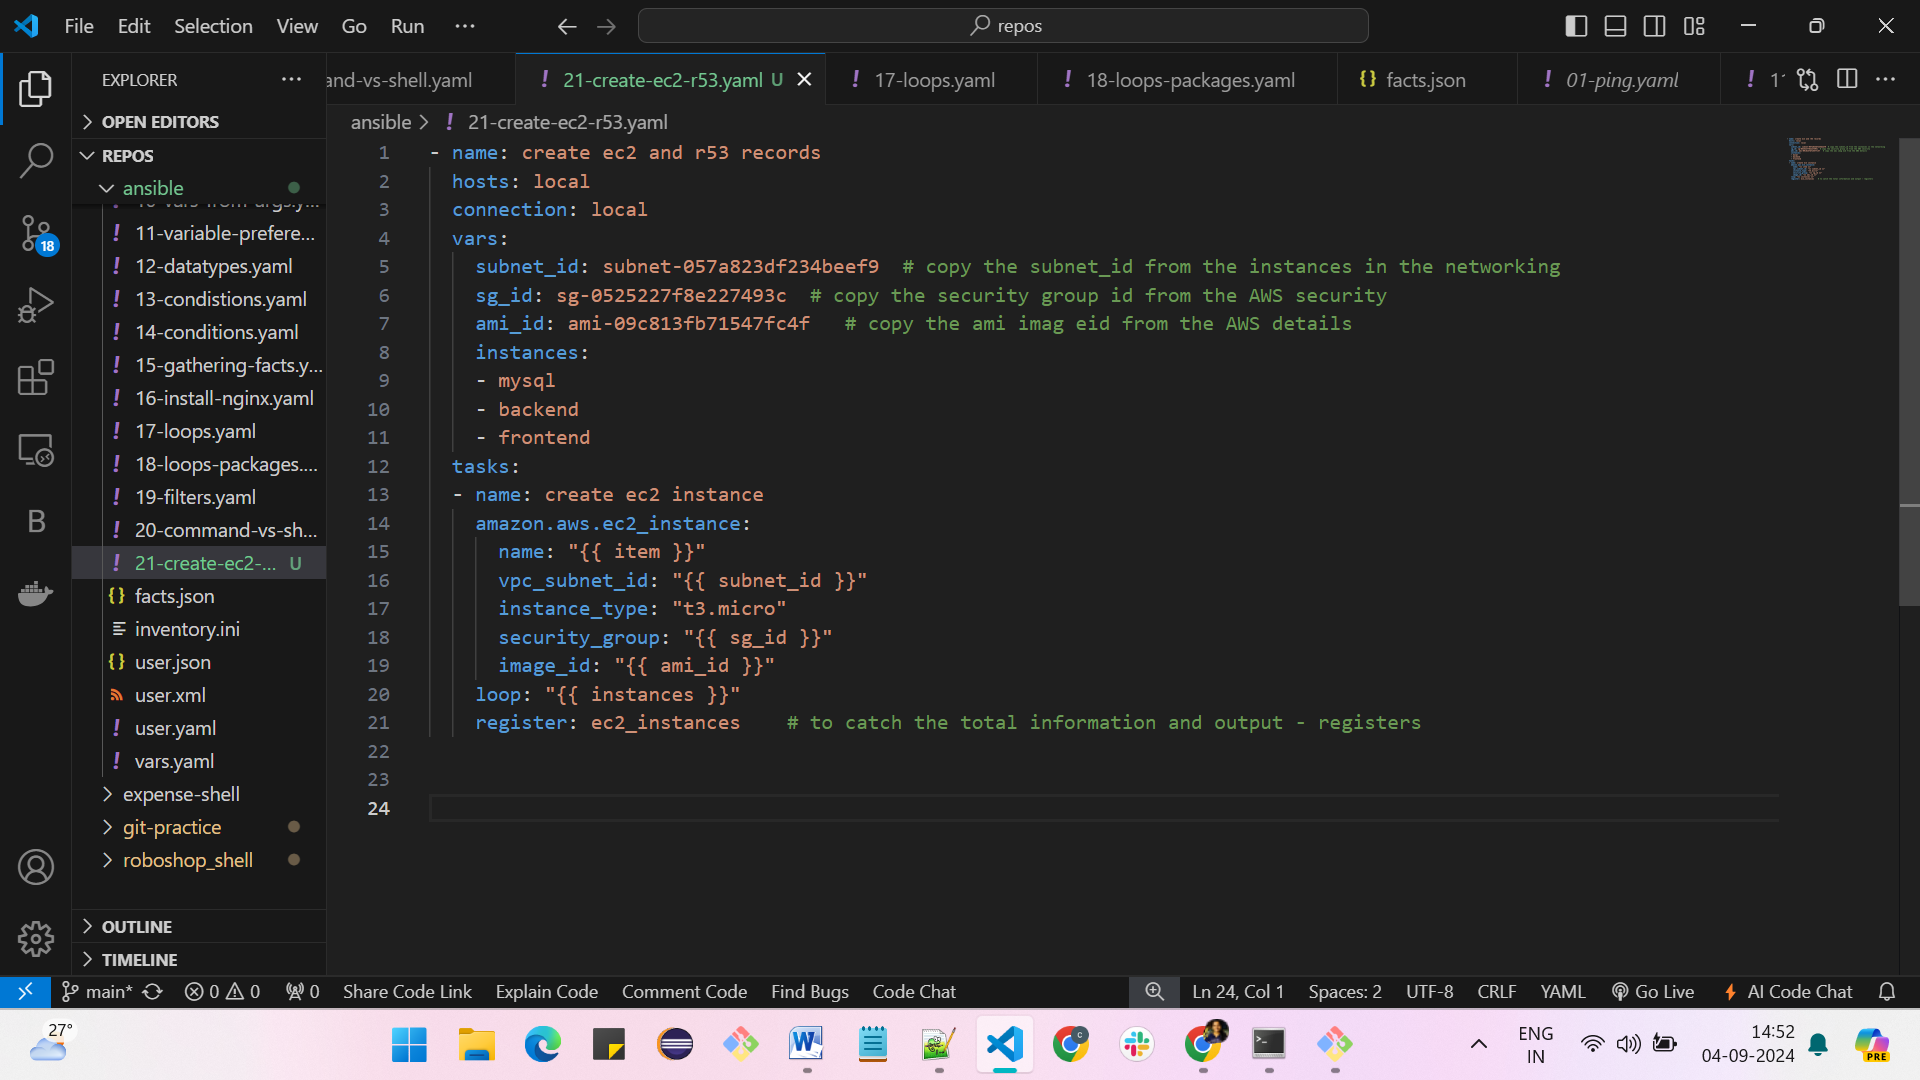 File Edit Selection View Go Run ···
repos
EXPLORER
OPEN EDITORS
REPOS
ansible
11-variable-prefere...
12-datatypes.yaml
13-condistions.yaml
14-conditions.yaml
15-gathering-facts.y...
16-install-nginx.yaml
17-loops.yaml
18-loops-packages....
19-filters.yaml
20-command-vs-sh...
21-create-ec2-... U
facts.json
inventory.ini
user.json
user.xml
user.yaml
vars.yaml
expense-shell
git-practice
roboshop_shell
OUTLINE
TIMELINE
18
B
and-vs-shell.yaml ! 21-create-ec2-r53.yaml U ! 17-loops.yaml ! 18-loops-packages.yaml {} facts.json ! 01-ping.yaml !
ansible > ! 21-create-ec2-r53.yaml
1 - name: create ec2 and r53 records
2 hosts: local
3 connection: local
4 vars:
5 subnet_id: subnet-057a823df234beef9 # copy the subnet_id from the instances in the networking
6 sg_id: sg-0525227f8e227493c # copy the security group id from the AWS security
7 ami_id: ami-09c813fb71547fc4f # copy the ami imag eid from the AWS details
8 instances:
9 - mysql
10 - backend
11 - frontend
12 tasks:
13 - name: create ec2 instance
14 amazon.aws.ec2_instance:
15 name: "{{ item }}"
16 vpc_subnet_id: "{{ subnet_id }}"
17 instance_type: "t3.micro"
18 security_group: "{{ sg_id }}"
19 image_id: "{{ ami_id }}"
20 loop: "{{ instances }}"
21 register: ec2_instances # to catch the total information and output - registers
22
23
24
main* 0 0 0 Share Code Link Explain Code Comment Code Find Bugs Code Chat Ln 24, Col 1 Spaces: 2 UTF-8 CRLF YAML Go Live AI Code Chat
27°
ENG
IN
14:52
04-09-2024
PRE